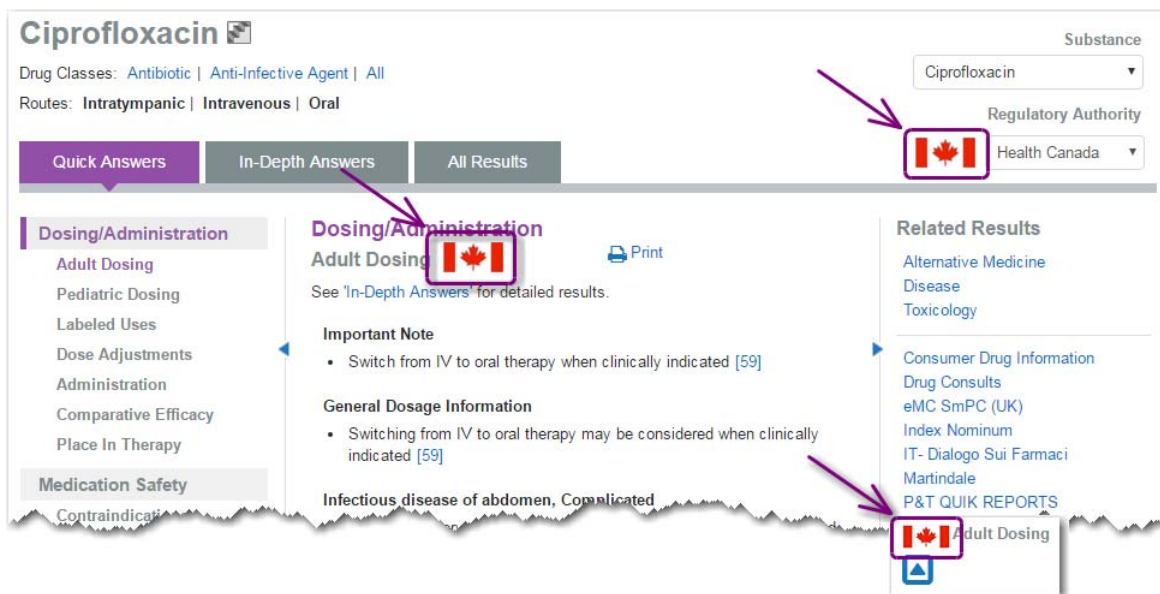 Ciprofloxacin
Substance
Drug Classes: Antibiotic | Anti-Infective Agent | All
Ciprofloxacin
Routes: Intratympanic | Intravenous | Oral
Regulatory Authority
Health Canada
Quick Answers
In-Depth Answers
All Results
Dosing/Administration
Adult Dosing
Pediatric Dosing
Labeled Uses
Dose Adjustments
Administration
Comparative Efficacy
Place In Therapy
Medication Safety
Dosing/Administration
Adult Dosing
Print
See 'In-Depth Answers' for detailed results.
Important Note
• Switch from IV to oral therapy when clinically indicated [59]
General Dosage Information
• Switching from IV to oral therapy may be considered when clinically
indicated [59]
Infectious disease of abdomen, Complicated
Related Results
Alternative Medicine
Disease
Toxicology
Consumer Drug Information
Drug Consults
eMC SmPC (UK)
Index Nominum
IT- Dialogo Sui Farmaci
Martindale
P&T QUIK REPORTS
Adult Dosing